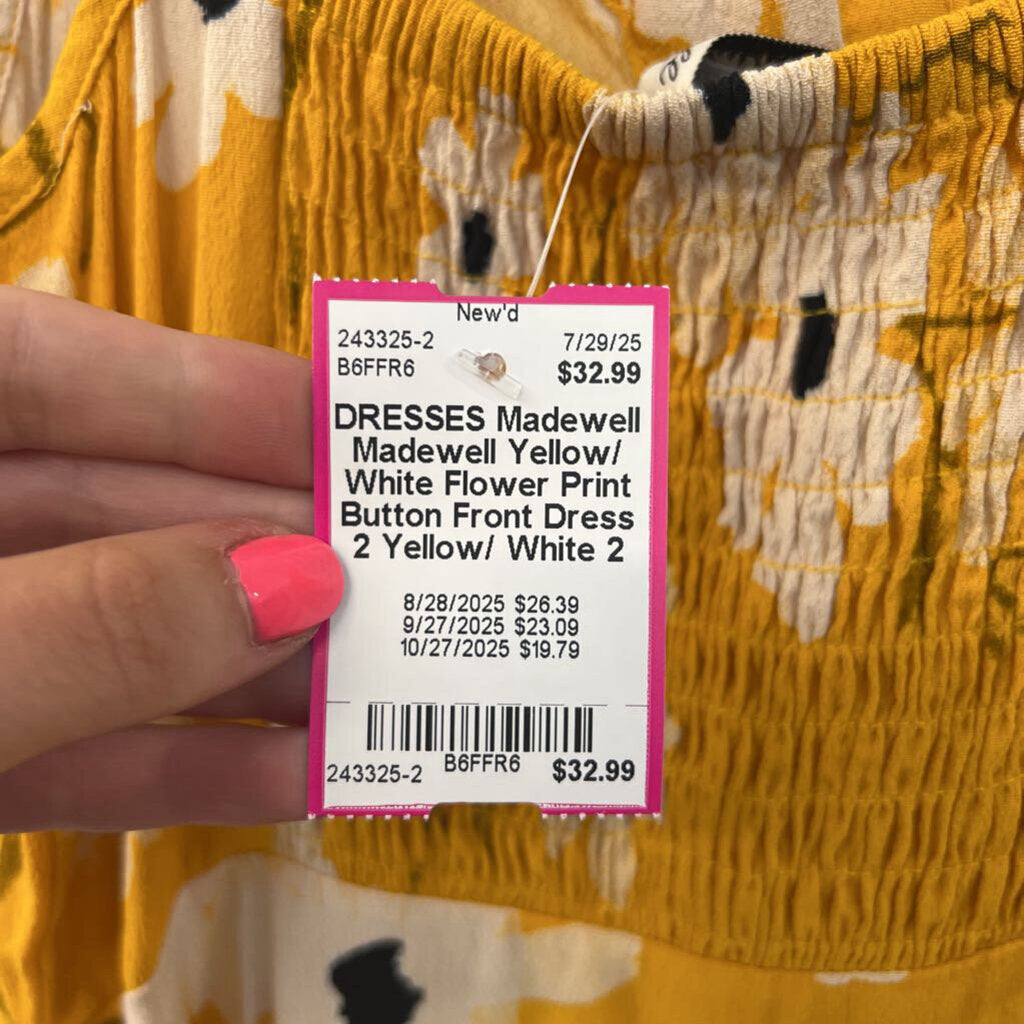 New'd
243325-2 7/29/25
B6FFR6 $32.99
DRESSES Madewell
Madewell Yellow/
White Flower Print
Button Front Dress
2 Yellow/ White 2
8/28/2025 $26.39
9/27/2025 $23.09
10/27/2025 $19.79
243325-2 B6FFR6 $32.99